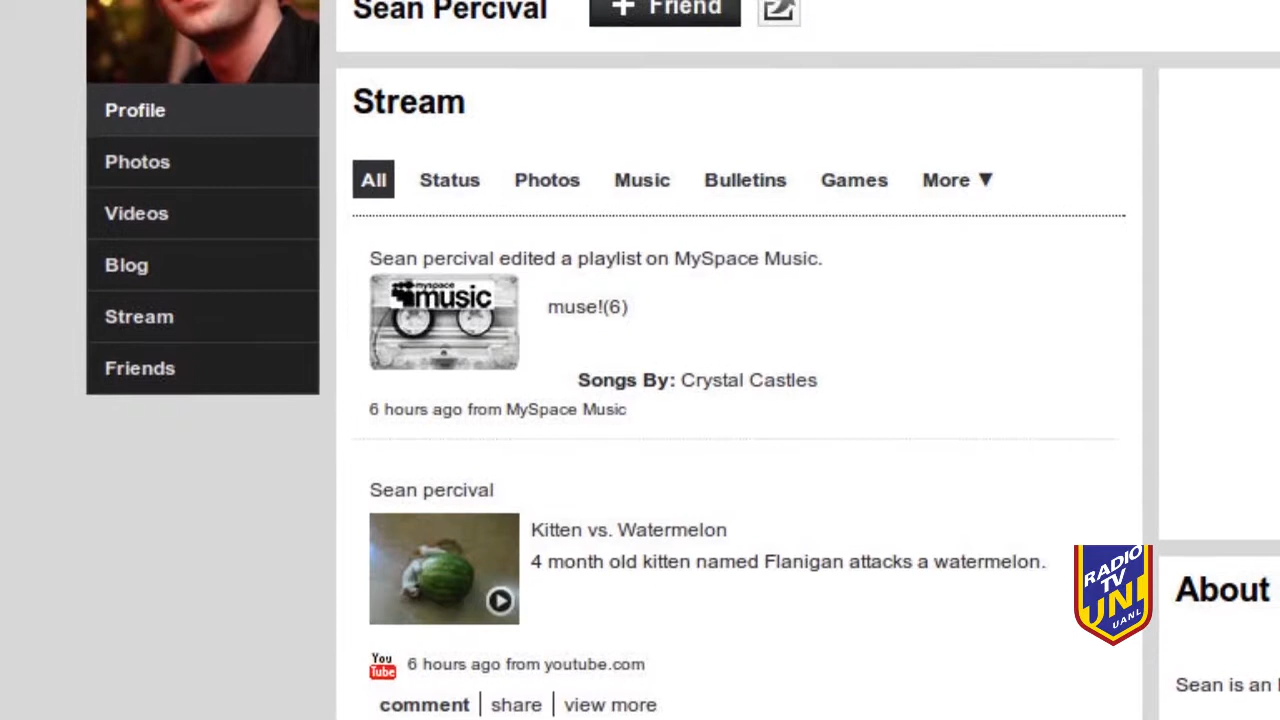 Sean Percival
+ Friend
Profile
Photos
Videos
Blog
Stream
Friends
Stream
All Status Photos Music Bulletins Games More ▼
Sean percival edited a playlist on MySpace Music.
myspace
music
muse!(6)
Songs By: Crystal Castles
6 hours ago from MySpace Music
Sean percival
Kitten vs. Watermelon
4 month old kitten named Flanigan attacks a watermelon.
You
Tube
6 hours ago from youtube.com
comment | share | view more
RADIO
TV
UNI
UANL
About
Sean is an